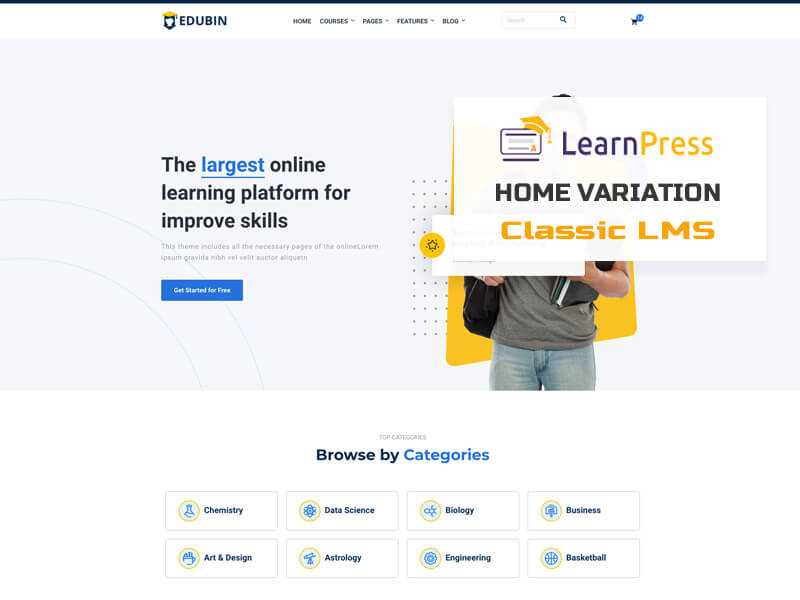 EDUBIN
HOME COURSES PAGES FEATURES BLOG
Search
LearnPress
HOME VARIATION
Classic LMS
The largest online
learning platform for
improve skills
This theme includes all the necessary pages of the onlineLorem
ipsum gravida nibh vel velit auctor aliquetn
Get Started for Free
TOP CATEGORIES
Browse by Categories
Chemistry
Data Science
Biology
Business
Art & Design
Astrology
Engineering
Basketball